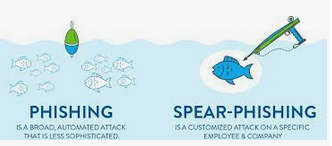 PHISHING
IS A BROAD, AUTOMATED ATTACK
THAT IS LESS SOPHISTICATED.
SPEAR-PHISHING
IS A CUSTOMIZED ATTACK ON A SPECIFIC
EMPLOYEE & COMPANY